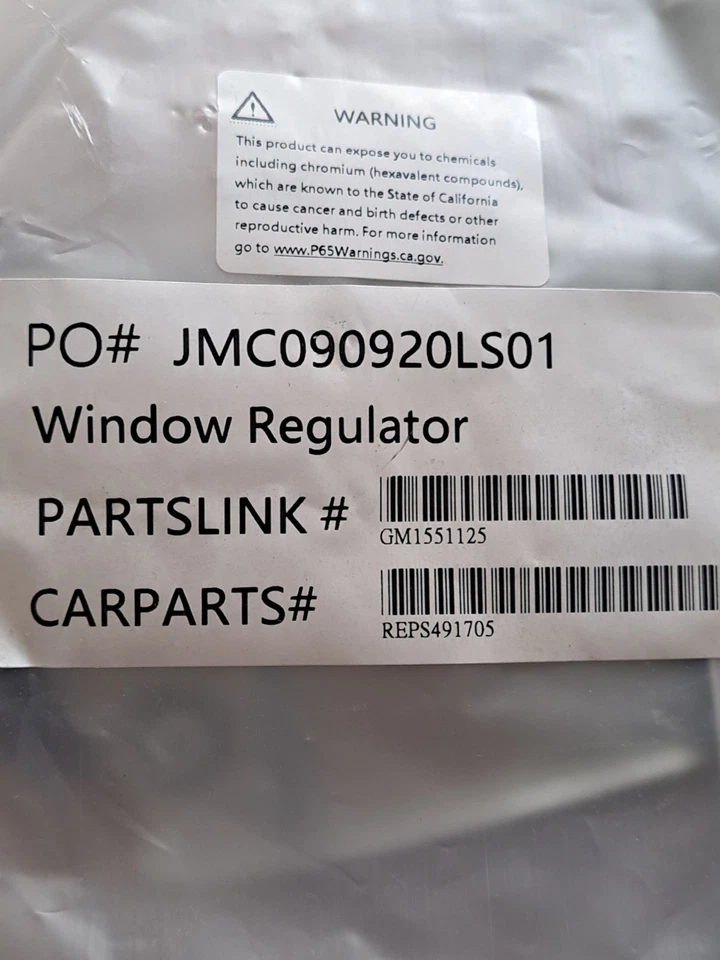 WARNING
This product can expose you to chemicals
including chromium (hexavalent compounds),
which are known to the State of California
to cause cancer and birth defects or other
reproductive harm. For more information
go to www.P65Warnings.ca.gov.
PO# JMC090920LS01
Window Regulator
PARTSLINK #
GM1551125
CARPARTS#
REPS491705